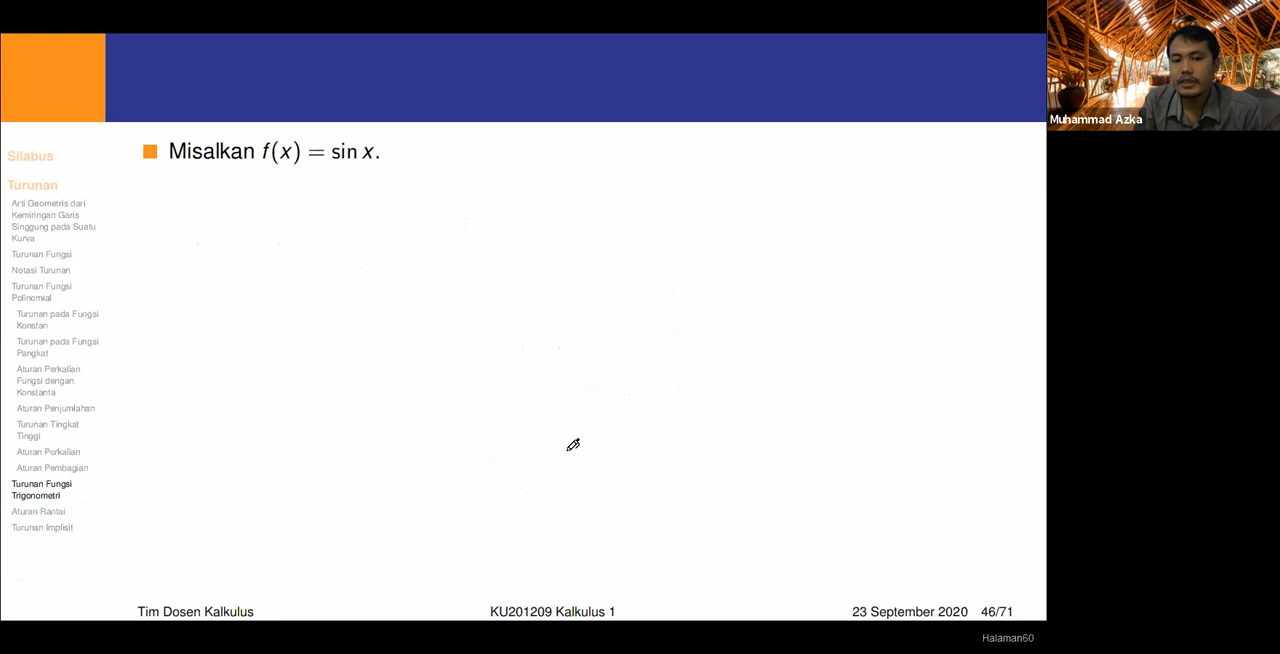 Misalkan f(x) = sin x.
Silabus
Turunan
Arti Geometris dari
Kemiringan Garis
Singgung pada Suatu
Kurva
Turunan Fungsi
Notasi Turunan
Turunan Fungsi
Polinomial
Turunan pada Fungsi
Konstan
Turunan pada Fungsi
Pangkat
Aturan Perkalian
Fungsi dengan
Konstanta
Aturan Penjumlahan
Turunan Tingkat
Tinggi
Aturan Perkalian
Aturan Pembagian
Turunan Fungsi
Trigonometri
Aturan Rantai
Turunan Implisit
Tim Dosen Kalkulus
KU201209 Kalkulus 1
23 September 2020 46/71
Halaman60
Muhammad Azka